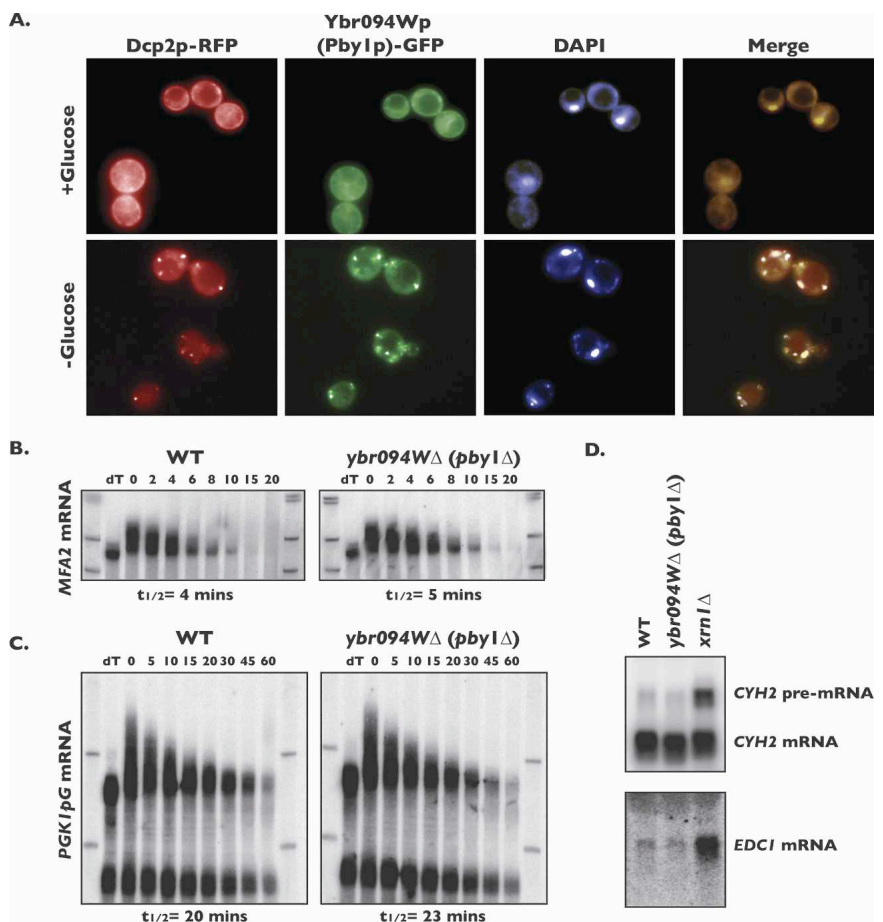 A.
Dcp2p-RFP
Ybr094Wp
(Pby1p)-GFP
DAPI
Merge
+Glucose
-Glucose
B.
WT
ybr094WΔ (pby1Δ)
dT 0 2 4 6 8 10 15 20
dT 0 2 4 6 8 10 15 20
MFA2 mRNA
t1/2= 4 mins
t1/2= 5 mins
C.
WT
ybr094WΔ (pby1Δ)
dT 0 5 10 15 20 30 45 60
dT 0 5 10 15 20 30 45 60
PGK1pG mRNA
t1/2= 20 mins
t1/2= 23 mins
D.
WT
ybr094WΔ (pby1Δ)
xrn1Δ
CYH2 pre-mRNA
CYH2 mRNA
EDC1 mRNA